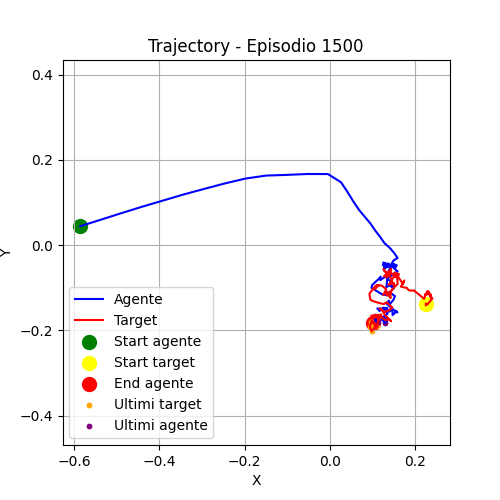 Trajectory - Episodio 1500
0.4
0.2
0.0
−0.2
−0.4
Y
Agente
Target
Start agente
Start target
End agente
Ultimi target
Ultimi agente
−0.6
−0.4
−0.2
0.0
0.2
X